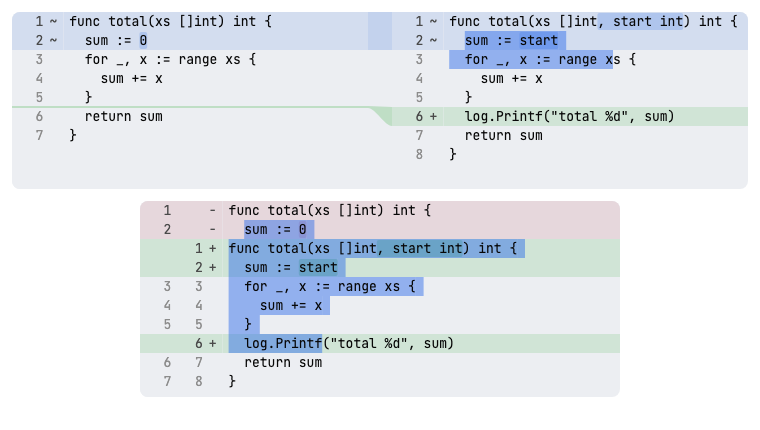 1 ~ func total(xs []int) int {
2 ~ sum := 0
3 for _, x := range xs {
4 sum += x
5 }
6 return sum
7 }
1 ~ func total(xs []int, start int) int {
2 ~ sum := start
3 for _, x := range xs {
4 sum += x
5 }
6 + log.Printf("total %d", sum)
7 return sum
8 }
1 - func total(xs []int) int {
2 - sum := 0
1 + func total(xs []int, start int) int {
2 + sum := start
3 3 for _, x := range xs {
4 4 sum += x
5 5 }
6 + log.Printf("total %d", sum)
6 7 return sum
7 8 }